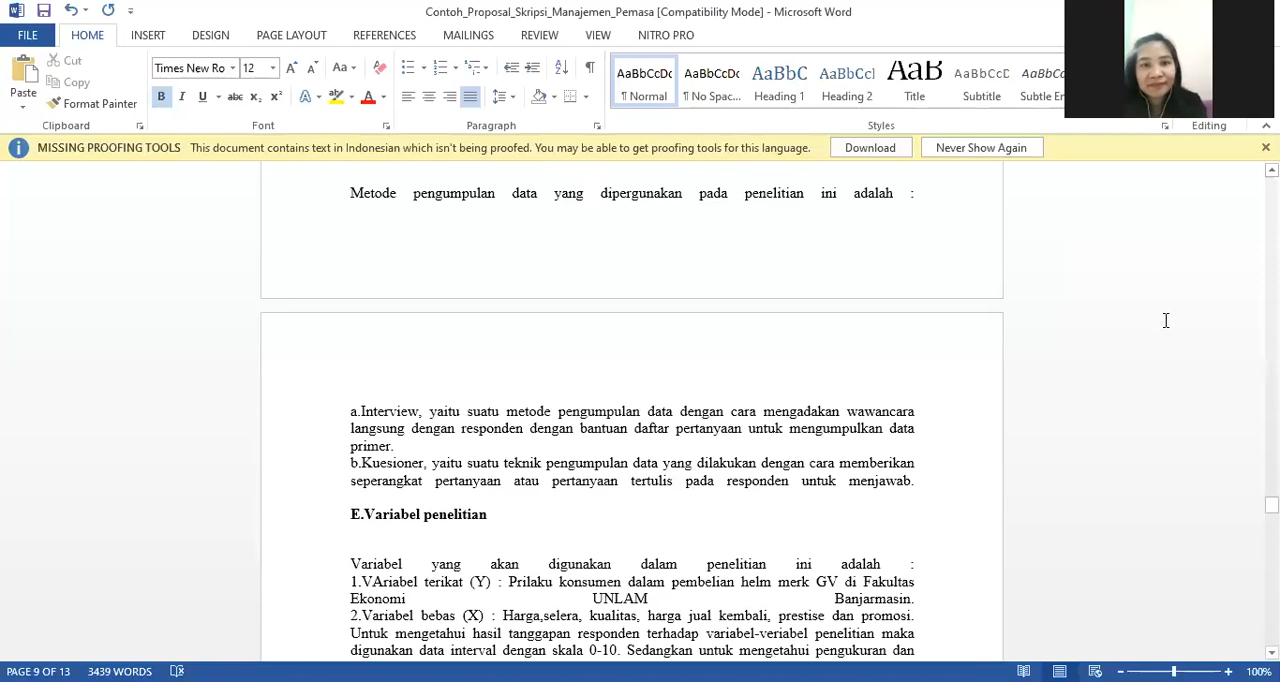 Contoh_Proposal_Skripsi_Manajemen_Pemasa [Compatibility Mode] - Microsoft Word
FILE HOME INSERT DESIGN PAGE LAYOUT REFERENCES MAILINGS REVIEW VIEW NITRO PRO
Paste
Cut
Copy
Format Painter
Clipboard
Times New Ro 12
Font
Paragraph
AaBbCcDc AaBbCcDc AaBbC AaBbCcl AaB AaBbCcD
¶ Normal ¶ No Spac... Heading 1 Heading 2 Title Subtitle Subtle Em
Styles
Editing
MISSING PROOFING TOOLS This document contains text in Indonesian which isn't being proofed. You may be able to get proofing tools for this language. Download Never Show Again
Metode pengumpulan data yang dipergunakan pada penelitian ini adalah :
a.Interview, yaitu suatu metode pengumpulan data dengan cara mengadakan wawancara
langsung dengan responden dengan bantuan daftar pertanyaan untuk mengumpulkan data
primer.
b.Kuesioner, yaitu suatu teknik pengumpulan data yang dilakukan dengan cara memberikan
seperangkat pertanyaan atau pertanyaan tertulis pada responden untuk menjawab.
E.Variabel penelitian
Variabel yang akan digunakan dalam penelitian ini adalah :
1.VAriabel terikat (Y) : Prilaku konsumen dalam pembelian helm merk GV di Fakultas
Ekonomi UNLAM Banjarmasin.
2.Variabel bebas (X) : Harga,selera, kualitas, harga jual kembali, prestise dan promosi.
Untuk mengetahui hasil tanggapan responden terhadap variabel-veriabel penelitian maka
digunakan data interval dengan skala 0-10. Sedangkan untuk mengetahui pengukuran dan
PAGE 9 OF 13 3439 WORDS 100%